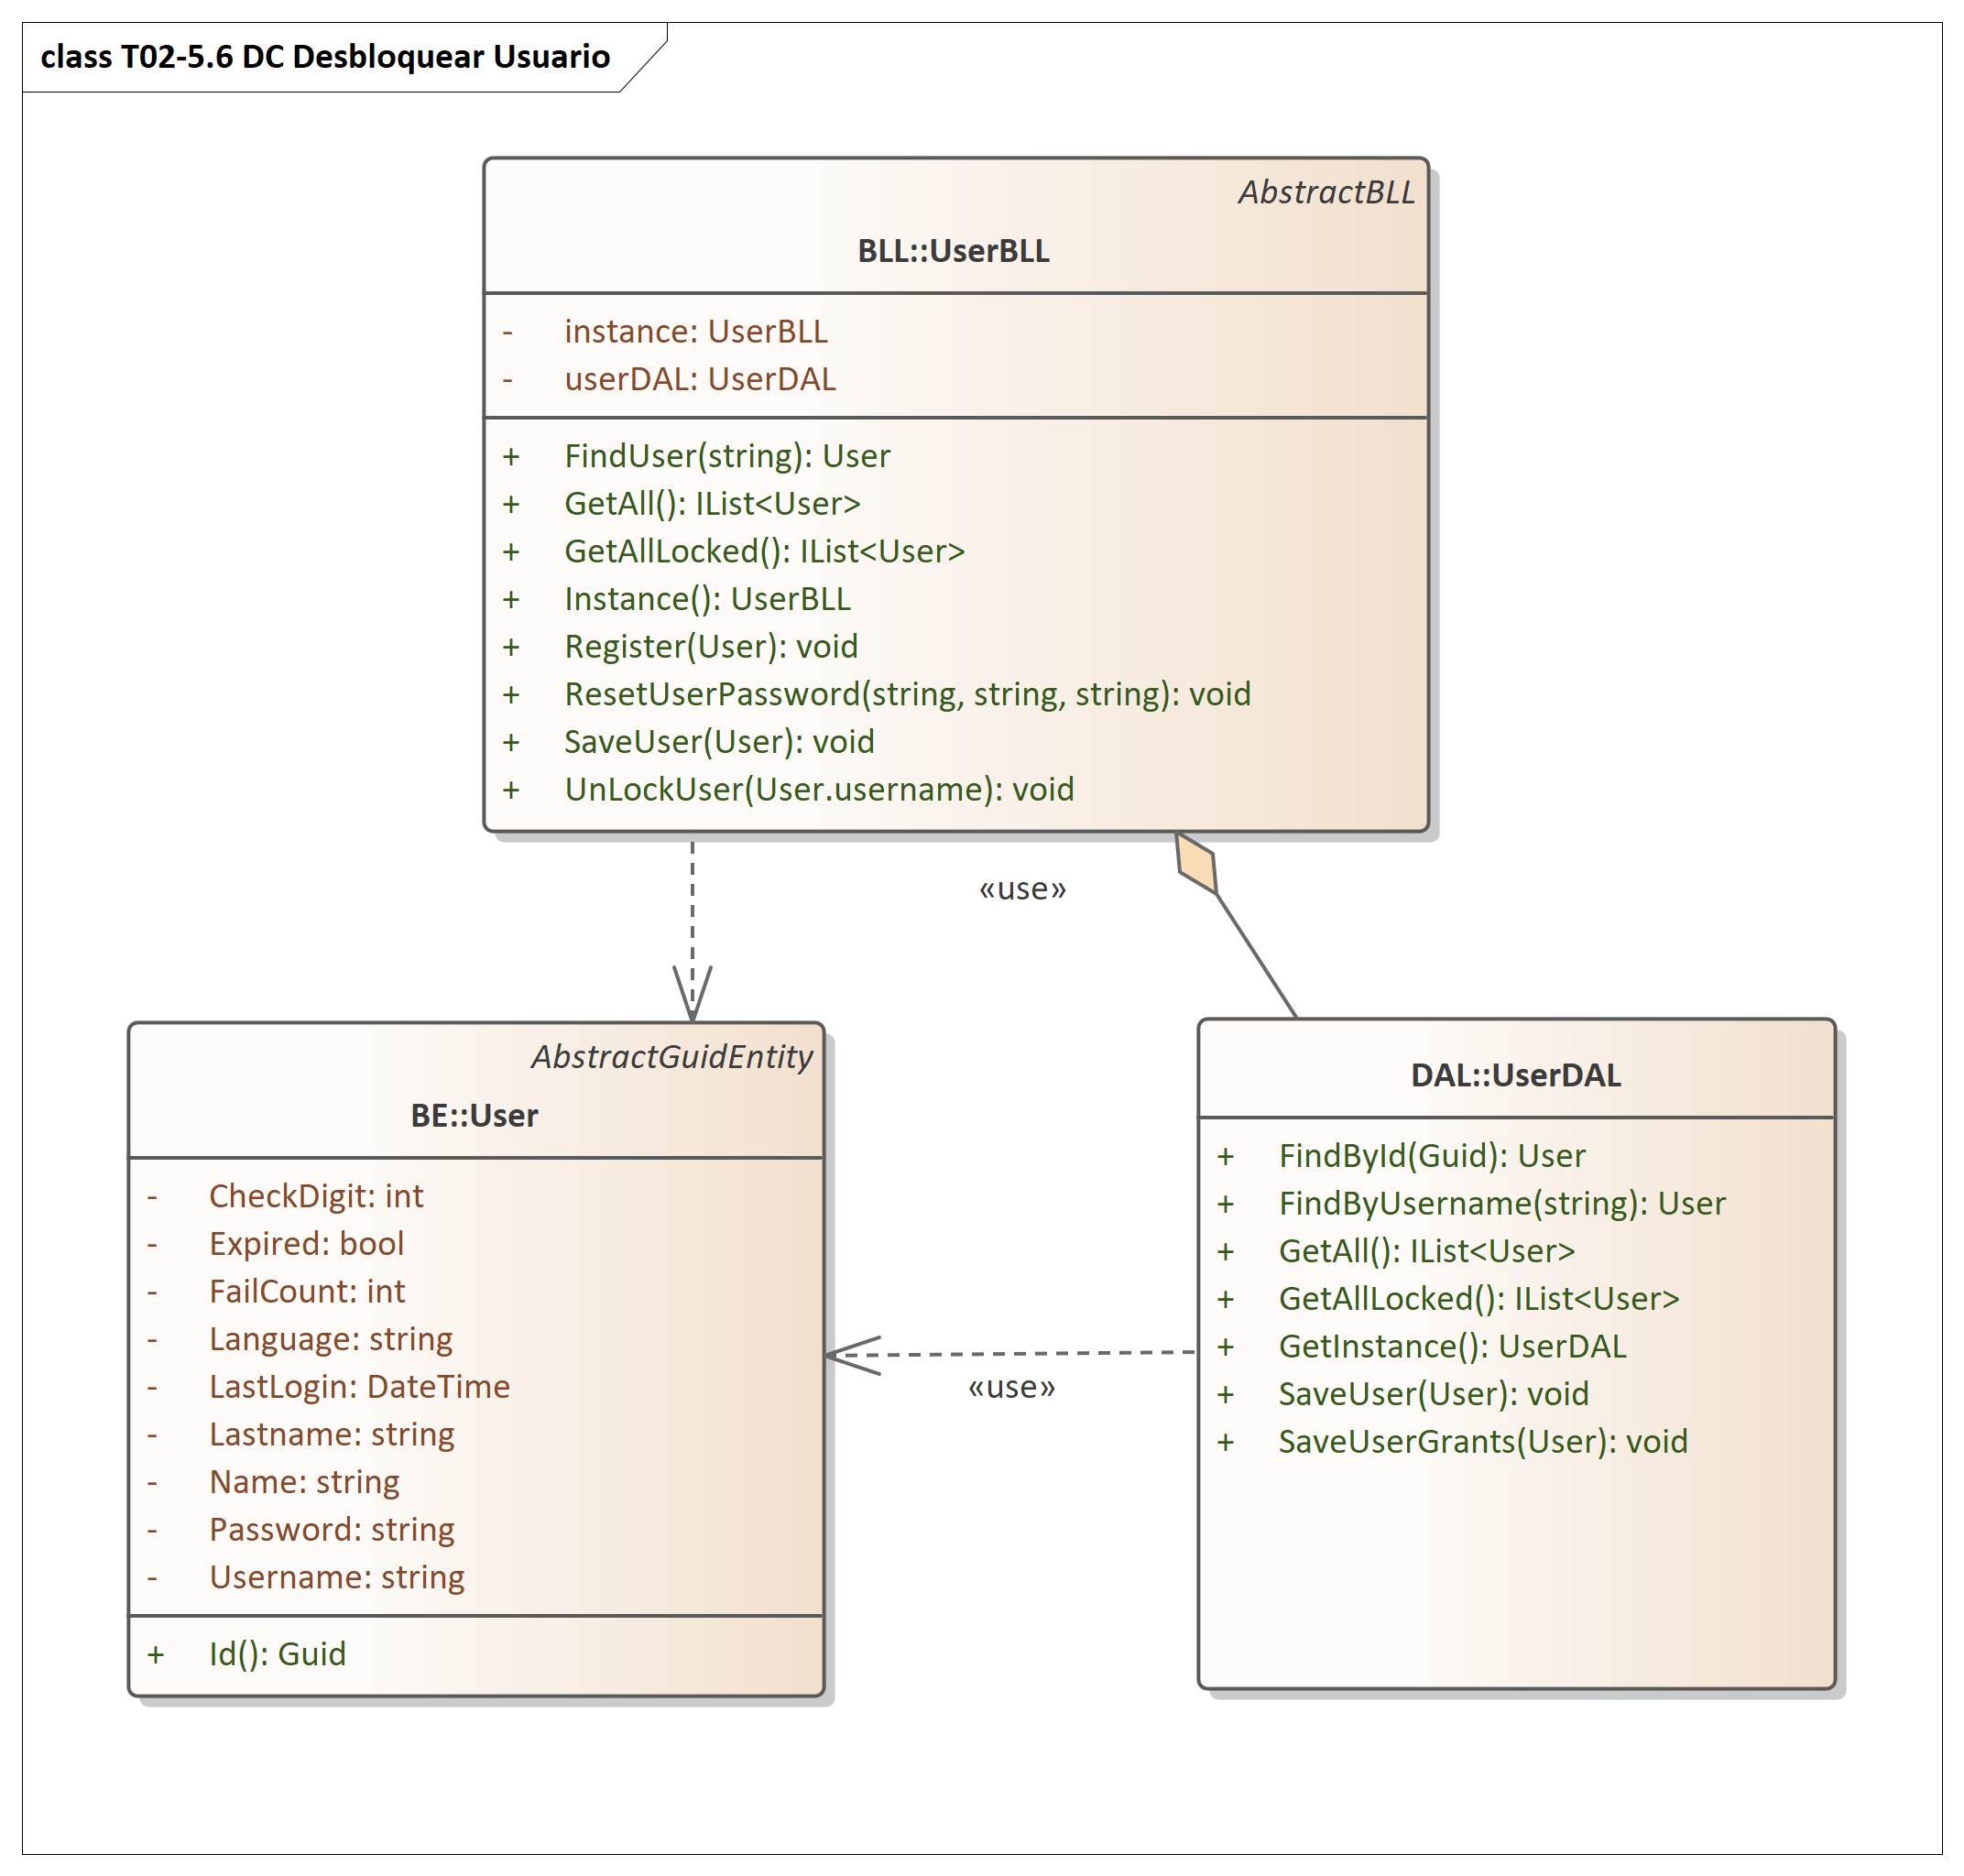 class T02-5.6 DC Desbloquear Usuario
AbstractBLL
BLL::UserBLL
- instance: UserBLL
- userDAL: UserDAL
+ FindUser(string): User
+ GetAll(): IList<User>
+ GetAllLocked(): IList<User>
+ Instance(): UserBLL
+ Register(User): void
+ ResetUserPassword(string, string, string): void
+ SaveUser(User): void
+ UnLockUser(User.username): void
«use»
AbstractGuidEntity
BE::User
- CheckDigit: int
- Expired: bool
- FailCount: int
- Language: string
- LastLogin: DateTime
- Lastname: string
- Name: string
- Password: string
- Username: string
+ Id(): Guid
«use»
DAL::UserDAL
+ FindById(Guid): User
+ FindByUsername(string): User
+ GetAll(): IList<User>
+ GetAllLocked(): IList<User>
+ GetInstance(): UserDAL
+ SaveUser(User): void
+ SaveUserGrants(User): void